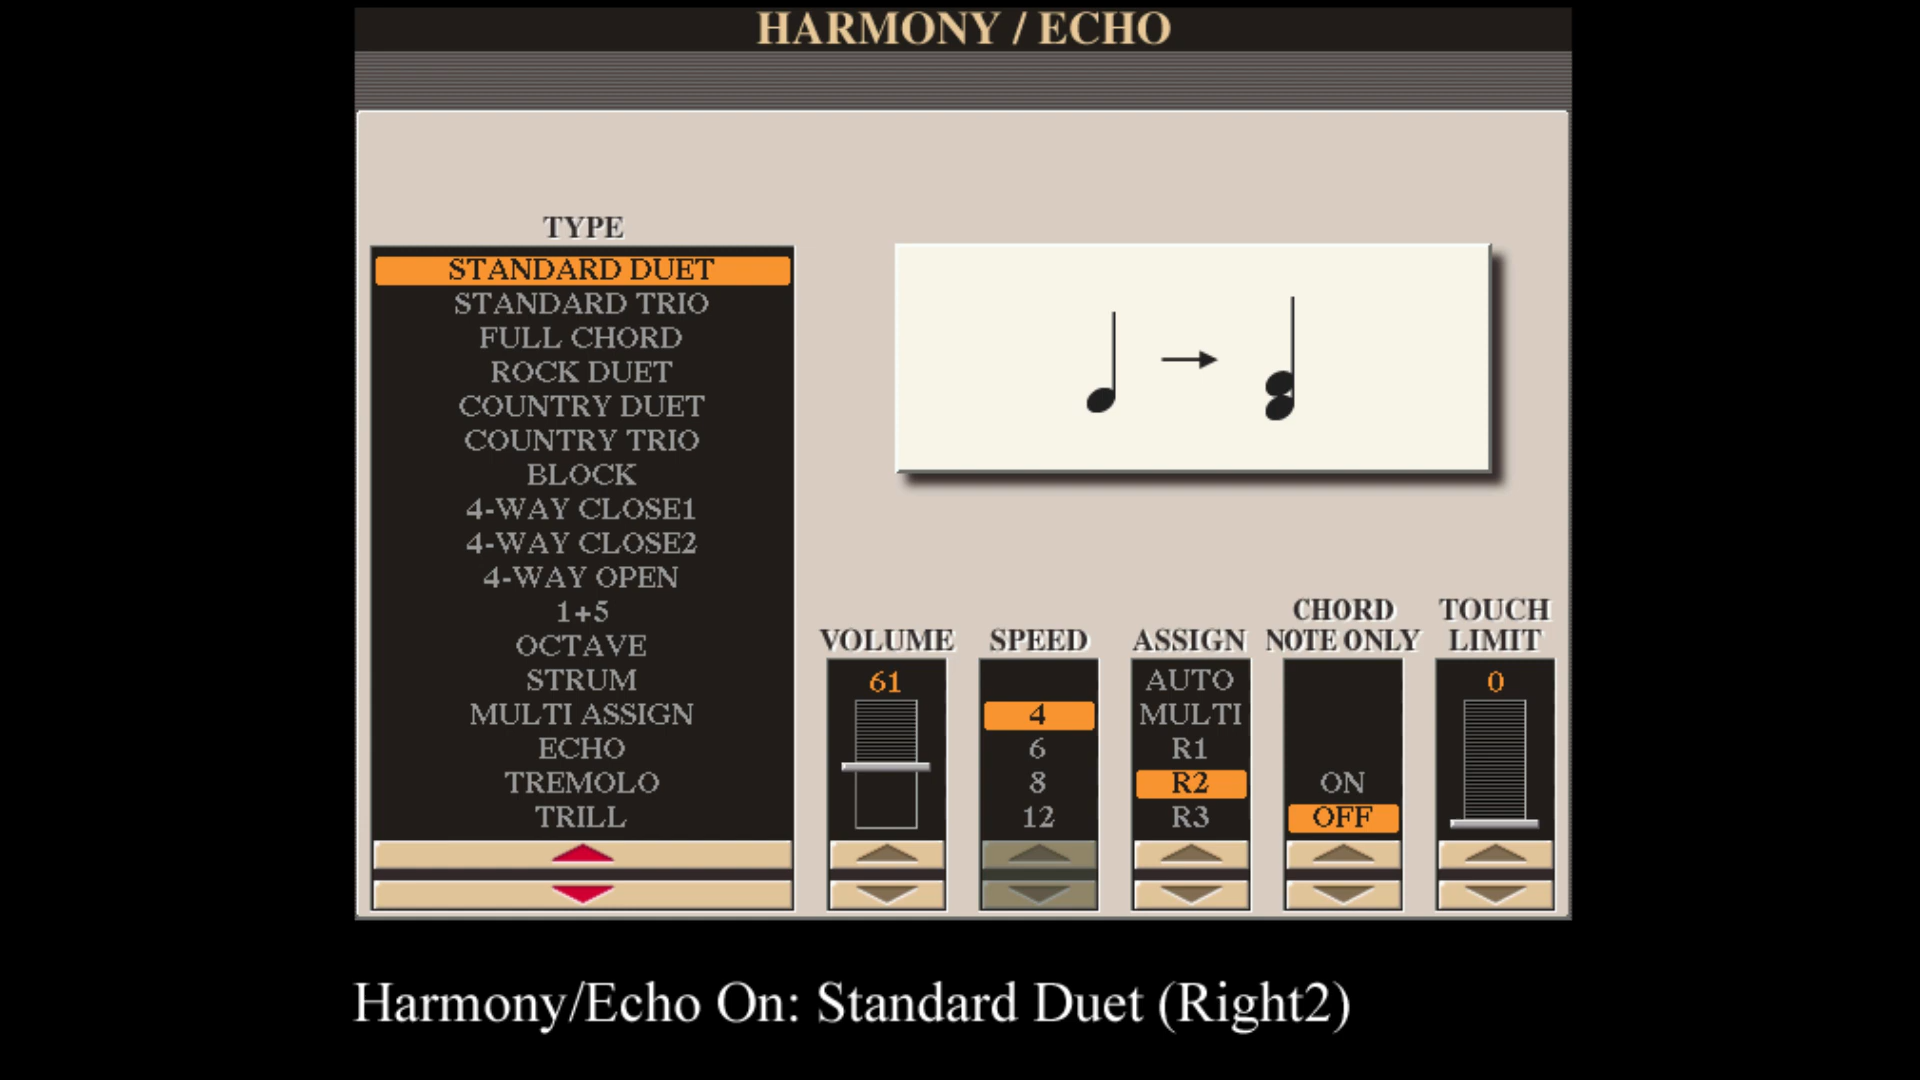 HARMONY / ECHO
TYPE
STANDARD DUET
STANDARD TRIO
FULL CHORD
ROCK DUET
COUNTRY DUET
COUNTRY TRIO
BLOCK
4-WAY CLOSE1
4-WAY CLOSE2
4-WAY OPEN
1+5
OCTAVE
STRUM
MULTI ASSIGN
ECHO
TREMOLO
TRILL
VOLUME
61
SPEED
4
6
8
12
ASSIGN
AUTO
MULTI
R1
R2
R3
CHORD
NOTE ONLY
ON
OFF
TOUCH
LIMIT
0
Harmony/Echo On: Standard Duet (Right2)